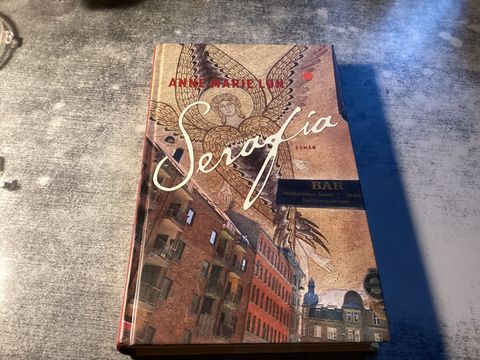 ANNE MARIE LØN
Serafia
ROMAN
BAR